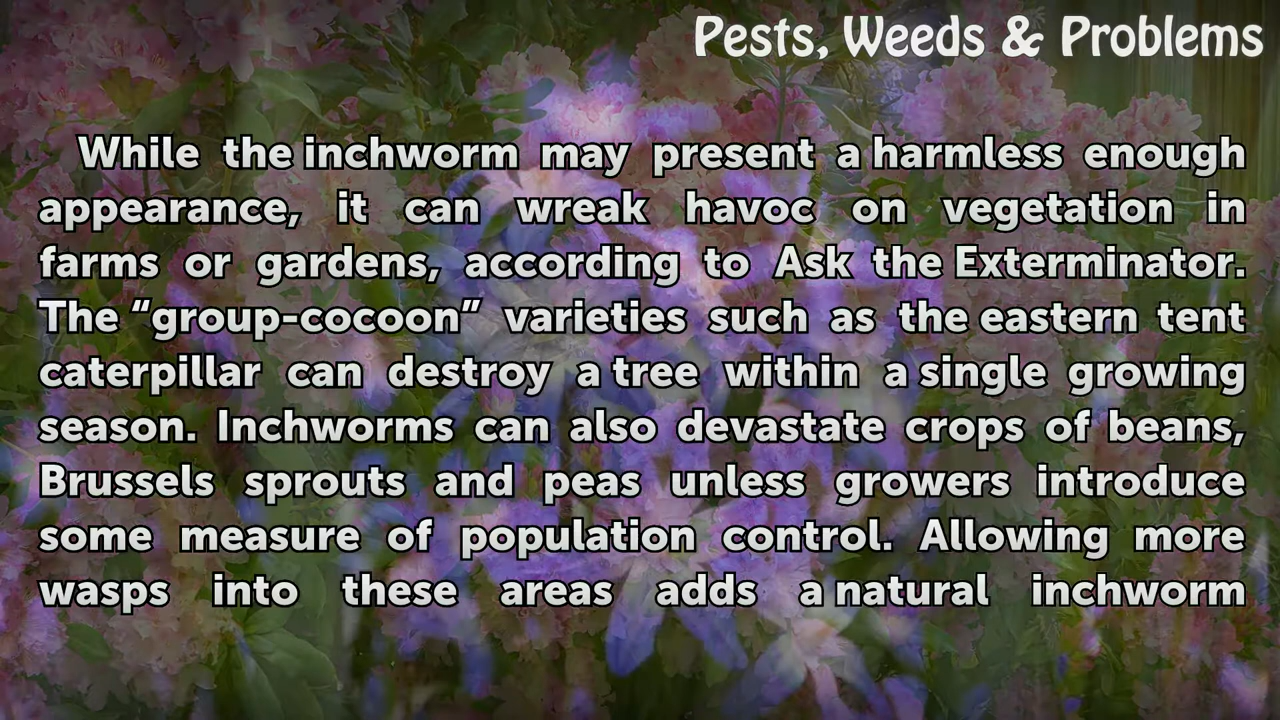 Pests, Weeds & Problems
While the inchworm may present a harmless enough
appearance, it can wreak havoc on vegetation in
farms or gardens, according to Ask the Exterminator.
The “group-cocoon” varieties such as the eastern tent
caterpillar can destroy a tree within a single growing
season. Inchworms can also devastate crops of beans,
Brussels sprouts and peas unless growers introduce
some measure of population control. Allowing more
wasps into these areas adds a natural inchworm